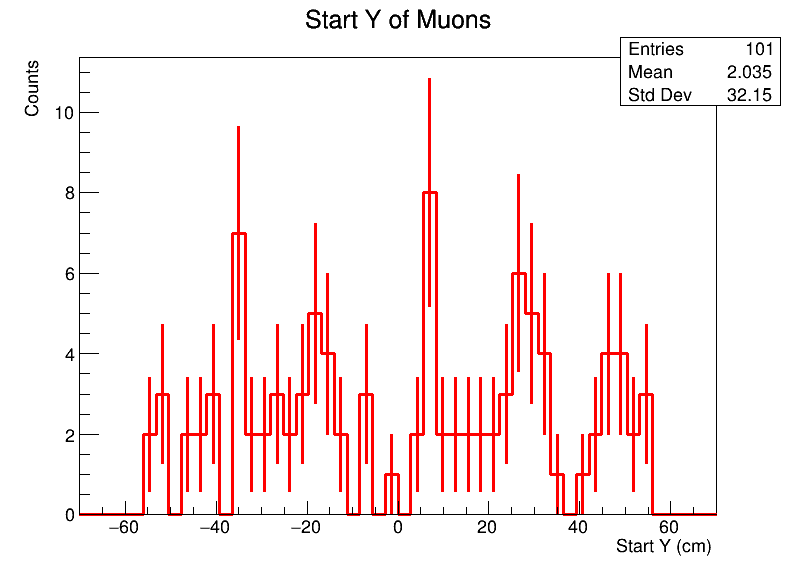 Start Y of Muons
Entries 101
Mean 2.035
Std Dev 32.15
Counts
10
8
6
4
2
0
−60 −40 −20 0 20 40 60
Start Y (cm)